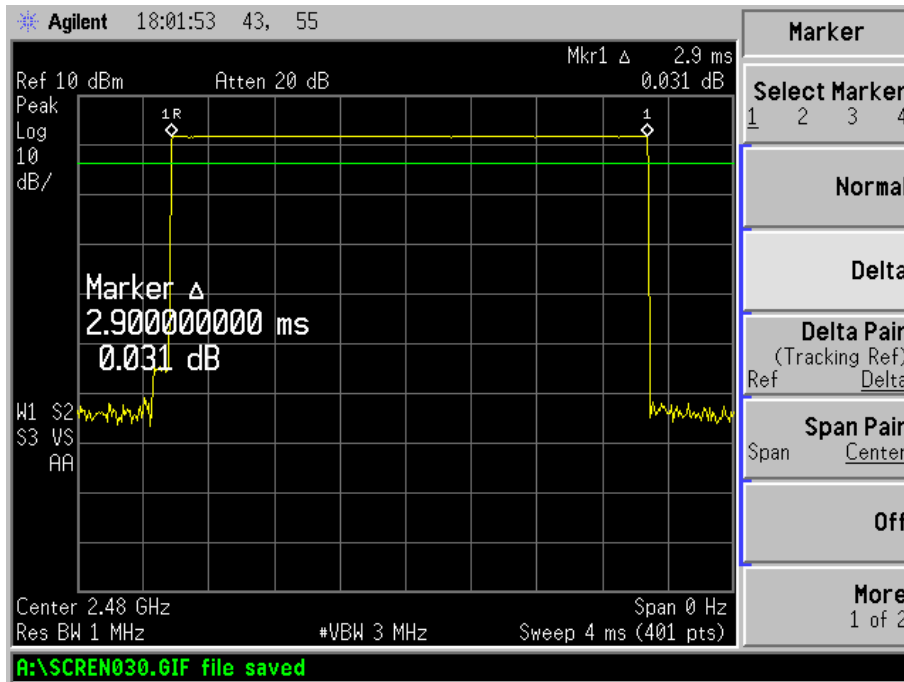 Agilent 18:01:53 43, 55
Mkr1 Δ 2.9 ms
Ref 10 dBm Atten 20 dB 0.031 dB
Peak
Log
10
dB/
1R
1
Marker Δ
2.900000000 ms
0.031 dB
W1 S2
S3 VS
AA
Center 2.48 GHz Span 0 Hz
Res BW 1 MHz #VBW 3 MHz Sweep 4 ms (401 pts)
A:\SCREN030.GIF file saved
Marker
Select Marker
1 2 3 4
Normal
Delta
Delta Pair
(Tracking Ref)
Ref Delta
Span Pair
Span Center
Off
More
1 of 2